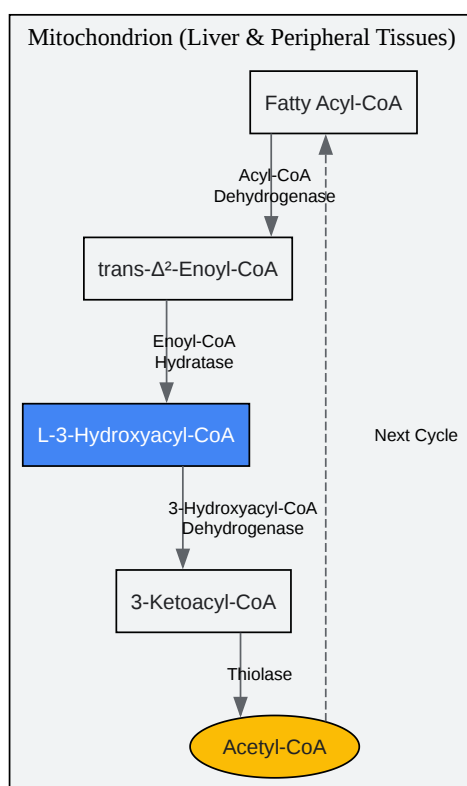 Mitochondrion (Liver & Peripheral Tissues)
Fatty Acyl-CoA
Acyl-CoA
Dehydrogenase
trans-Δ²-Enoyl-CoA
Enoyl-CoA
Hydratase
L-3-Hydroxyacyl-CoA
Next Cycle
3-Hydroxyacyl-CoA
Dehydrogenase
3-Ketoacyl-CoA
Thiolase
Acetyl-CoA